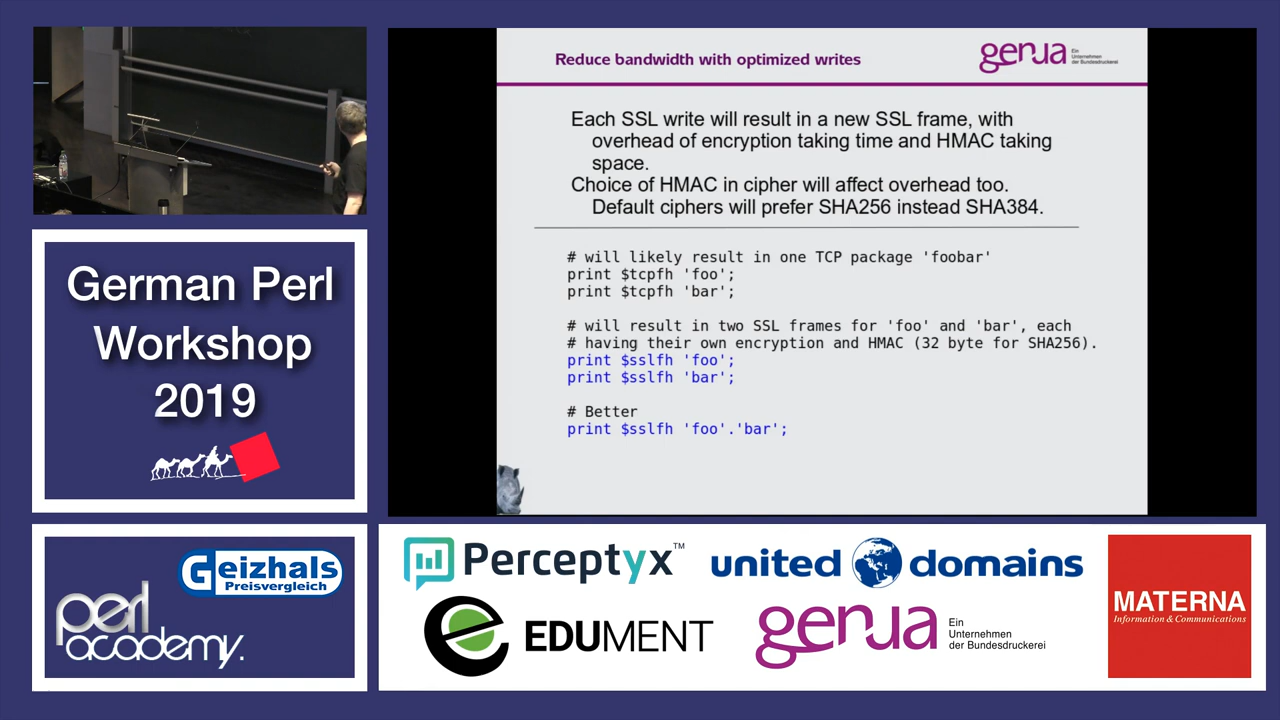 Reduce bandwidth with optimized writes
genua
Ein
Unternehmen
der Bundesdruckerei
Each SSL write will result in a new SSL frame, with
overhead of encryption taking time and HMAC taking
space.
Choice of HMAC in cipher will affect overhead too.
Default ciphers will prefer SHA256 instead SHA384.
# will likely result in one TCP package 'foobar'
print $tcpfh 'foo';
print $tcpfh 'bar';
# will result in two SSL frames for 'foo' and 'bar', each
# having their own encryption and HMAC (32 byte for SHA256).
print $sslfh 'foo';
print $sslfh 'bar';
# Better
print $sslfh 'foo'.'bar';
German Perl
Workshop
2019
Geizhals
Preisvergleich
perl
academy.
Perceptyx™
united domains
EDUMENT
genua
Ein
Unternehmen
der Bundesdruckerei
MATERNA
Information & Communications